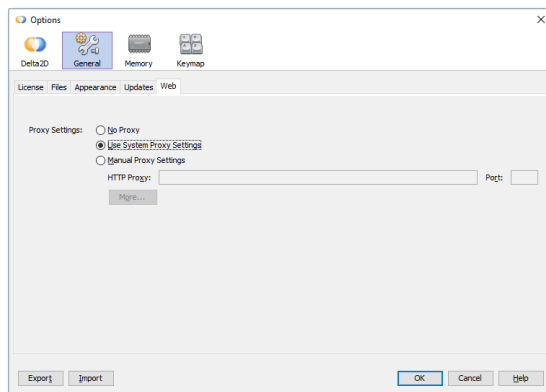 Options
Delta2D General Memory Keymap
License Files Appearance Updates Web
Proxy Settings: No Proxy
Use System Proxy Settings
Manual Proxy Settings
HTTP Proxy: Port:
More...
Export Import OK Cancel Help